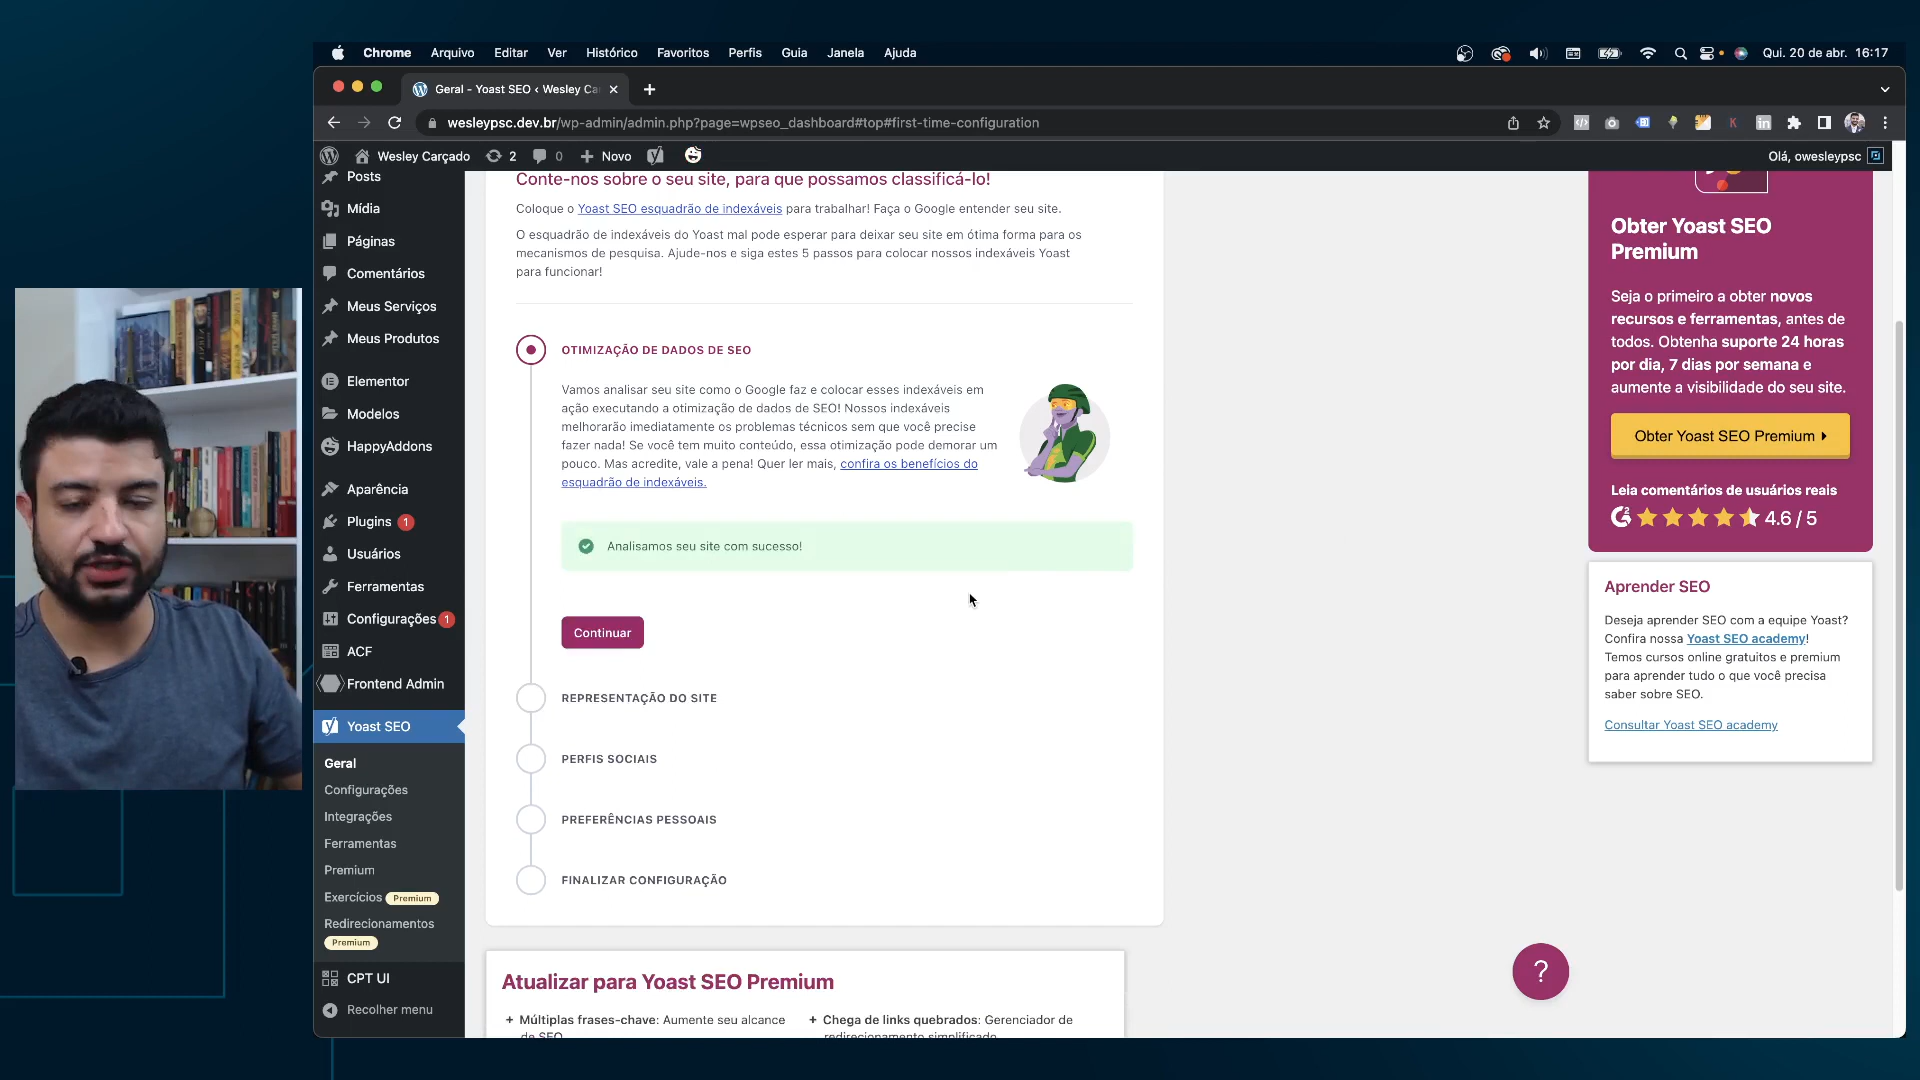 Chrome Arquivo Editar Ver Histórico Favoritos Perfis Guia Janela Ajuda
Qui. 20 de abr. 16:17
Geral - Yoast SEO ‹ Wesley Ca
wesleypsc.dev.br/wp-admin/admin.php?page=wpseo_dashboard#top#first-time-configuration
Wesley Carçado 2 0 + Novo
Olá, owesleypsc
Posts
Mídia
Páginas
Comentários
Meus Serviços
Meus Produtos
Elementor
Modelos
HappyAddons
Aparência
Plugins 1
Usuários
Ferramentas
Configurações 1
ACF
Frontend Admin
Yoast SEO
Geral
Configurações
Integrações
Ferramentas
Premium
Exercícios Premium
Redirecionamentos
Premium
CPT UI
Recolher menu
Conte-nos sobre o seu site, para que possamos classificá-lo!
Coloque o Yoast SEO esquadrão de indexáveis para trabalhar! Faça o Google entender seu site.
O esquadrão de indexáveis do Yoast mal pode esperar para deixar seu site em ótima forma para os
mecanismos de pesquisa. Ajude-nos e siga estes 5 passos para colocar nossos indexáveis Yoast
para funcionar!
OTIMIZAÇÃO DE DADOS DE SEO
Vamos analisar seu site como o Google faz e colocar esses indexáveis em
ação executando a otimização de dados de SEO! Nossos indexáveis
melhorarão imediatamente os problemas técnicos sem que você precise
fazer nada! Se você tem muito conteúdo, essa otimização pode demorar um
pouco. Mas acredite, vale a pena! Quer ler mais, confira os benefícios do
esquadrão de indexáveis.
Analisamos seu site com sucesso!
Continuar
REPRESENTAÇÃO DO SITE
PERFIS SOCIAIS
PREFERÊNCIAS PESSOAIS
FINALIZAR CONFIGURAÇÃO
Atualizar para Yoast SEO Premium
+ Múltiplas frases-chave: Aumente seu alcance
de SEO
+ Chega de links quebrados: Gerenciador de
redirecionamento simplificado
Obter Yoast SEO
Premium
Seja o primeiro a obter novos
recursos e ferramentas, antes de
todos. Obtenha suporte 24 horas
por dia, 7 dias por semana e
aumente a visibilidade do seu site.
Obter Yoast SEO Premium
Leia comentários de usuários reais
4.6 / 5
Aprender SEO
Deseja aprender SEO com a equipe Yoast?
Confira nossa Yoast SEO academy!
Temos cursos online gratuitos e premium
para aprender tudo o que você precisa
saber sobre SEO.
Consultar Yoast SEO academy
?